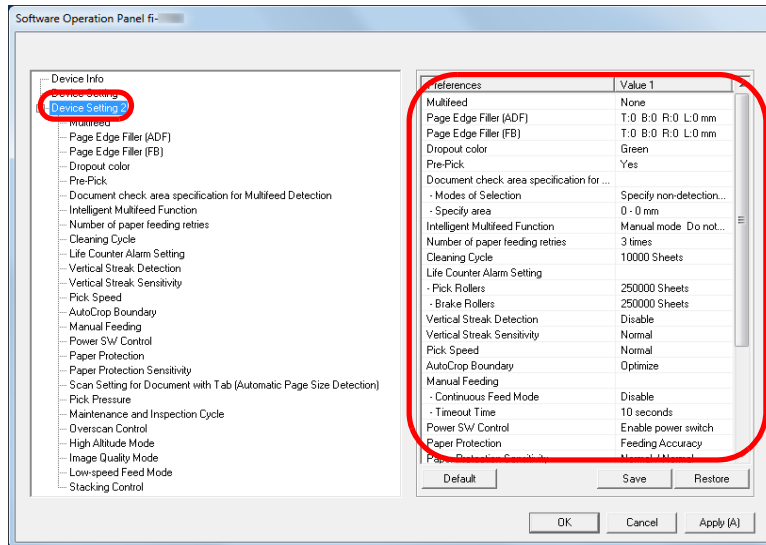 Software Operation Panel fi-
Device Info
Device Setting
Device Setting 2
Multifeed
Page Edge Filler (ADF)
Page Edge Filler (FB)
Dropout color
Pre-Pick
Document check area specification for Multifeed Detection
Intelligent Multifeed Function
Number of paper feeding retries
Cleaning Cycle
Life Counter Alarm Setting
Vertical Streak Detection
Vertical Streak Sensitivity
Pick Speed
AutoCrop Boundary
Manual Feeding
Power SW Control
Paper Protection
Paper Protection Sensitivity
Scan Setting for Document with Tab (Automatic Page Size Detection)
Pick Pressure
Maintenance and Inspection Cycle
Overscan Control
High Altitude Mode
Image Quality Mode
Low-speed Feed Mode
Stacking Control
Preferences Value 1
Multifeed None
Page Edge Filler (ADF) T:0 B:0 R:0 L:0 mm
Page Edge Filler (FB) T:0 B:0 R:0 L:0 mm
Dropout color Green
Pre-Pick Yes
Document check area specification for ...
- Modes of Selection Specify non-detection...
- Specify area 0 - 0 mm
Intelligent Multifeed Function Manual mode Do not...
Number of paper feeding retries 3 times
Cleaning Cycle 10000 Sheets
Life Counter Alarm Setting
- Pick Rollers 250000 Sheets
- Brake Rollers 250000 Sheets
Vertical Streak Detection Disable
Vertical Streak Sensitivity Normal
Pick Speed Normal
AutoCrop Boundary Optimize
Manual Feeding
- Continuous Feed Mode Disable
- Timeout Time 10 seconds
Power SW Control Enable power switch
Paper Protection Feeding Accuracy
Paper Protection Sensitivity Normal / Normal
Default Save Restore
OK Cancel Apply (A)